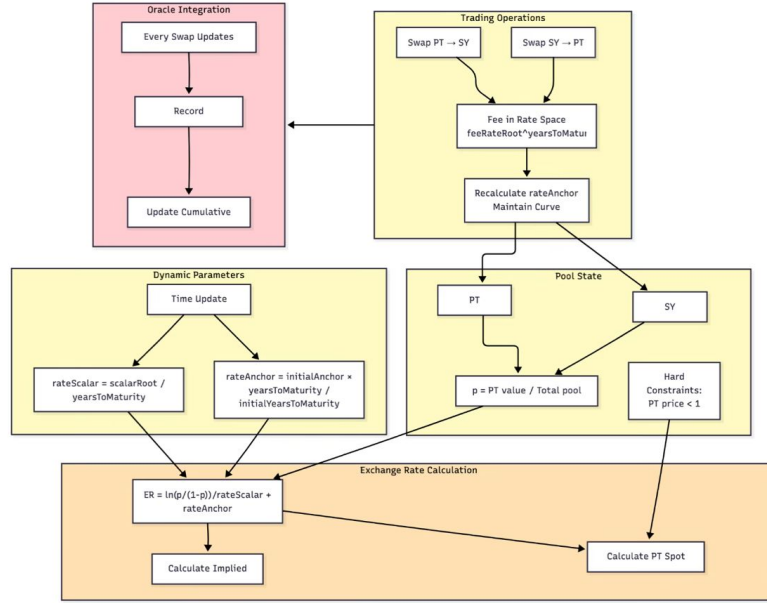 Oracle Integration
Every Swap Updates
Record
Update Cumulative
Trading Operations
Swap PT → SY
Swap SY → PT
Fee in Rate Space
feeRateRoot^yearsToMatur
Recalculate rateAnchor
Maintain Curve
Dynamic Parameters
Time Update
rateScalar = scalarRoot /
yearsToMaturity
rateAnchor = initialAnchor ×
yearsToMaturity /
initialYearsToMaturity
Pool State
PT
SY
p = PT value / Total pool
Hard
Constraints:
PT price < 1
Exchange Rate Calculation
ER = ln(p/(1-p))/rateScalar +
rateAnchor
Calculate Implied
Calculate PT Spot